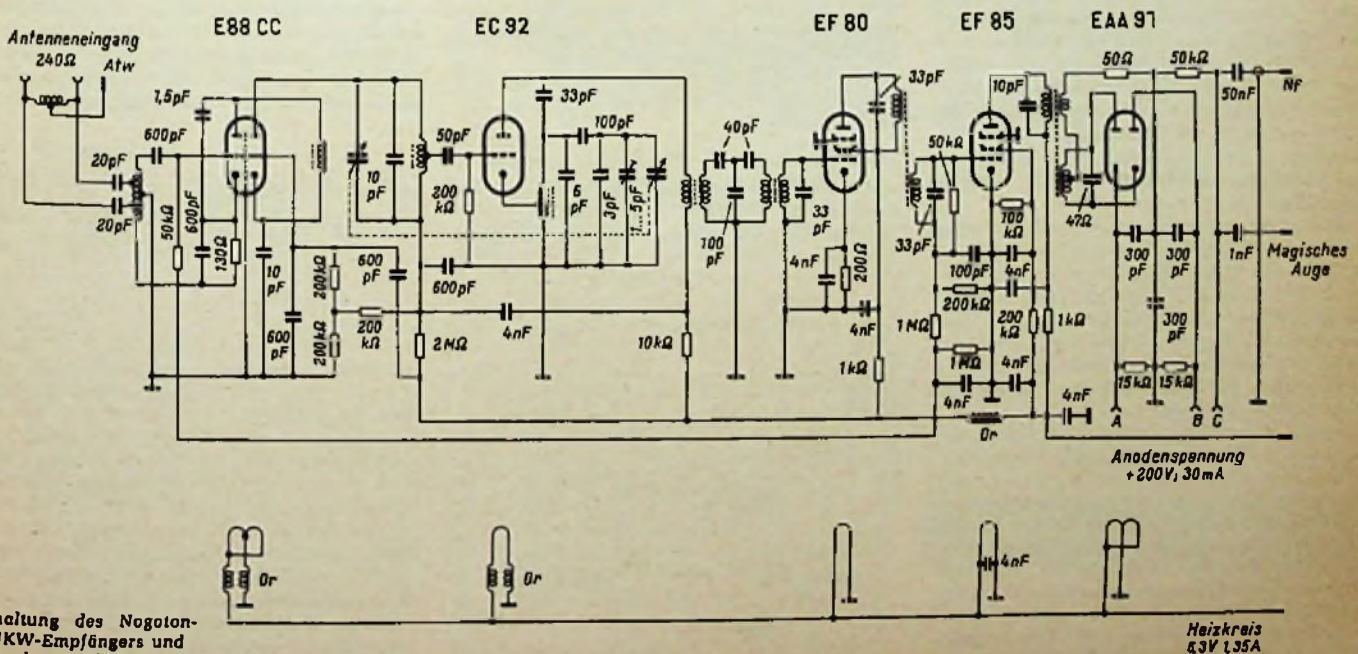 E88 CC
EC 92
EF 80
EF 85
EAA 91
Antenneneingang
240Ω
Atw
1,5pF
600pF
20pF
20pF
50kΩ
600pF
130Ω
10 pF
600 pF
10 pF
200kΩ
200kΩ
200 kΩ
600 pF
50pF
200 kΩ
600pF
2MΩ
4nF
33pF
100pF
6 pF
3pF
5pF
10kΩ
40pF
100 pF
33 pF
4nF
200Ω
4nF
1kΩ
33pF
50kΩ
33pF
10pF
100 kΩ
100pF
4nF
200kΩ
200 kΩ
1MΩ
1MΩ
4nF
4nF
1kΩ
Dr
4nF
50Ω
50kΩ
50nF
Nf
47Ω
300 pF
300 pF
300 pF
1nF
Magisches
Auge
15kΩ
15kΩ
A
B
C
Anodenspannung
+200V; 30mA
Dr
Dr
4nF
Heizkreis
6,3V 1,35A
haltung des Nogoton-
UKW-Empfängers und